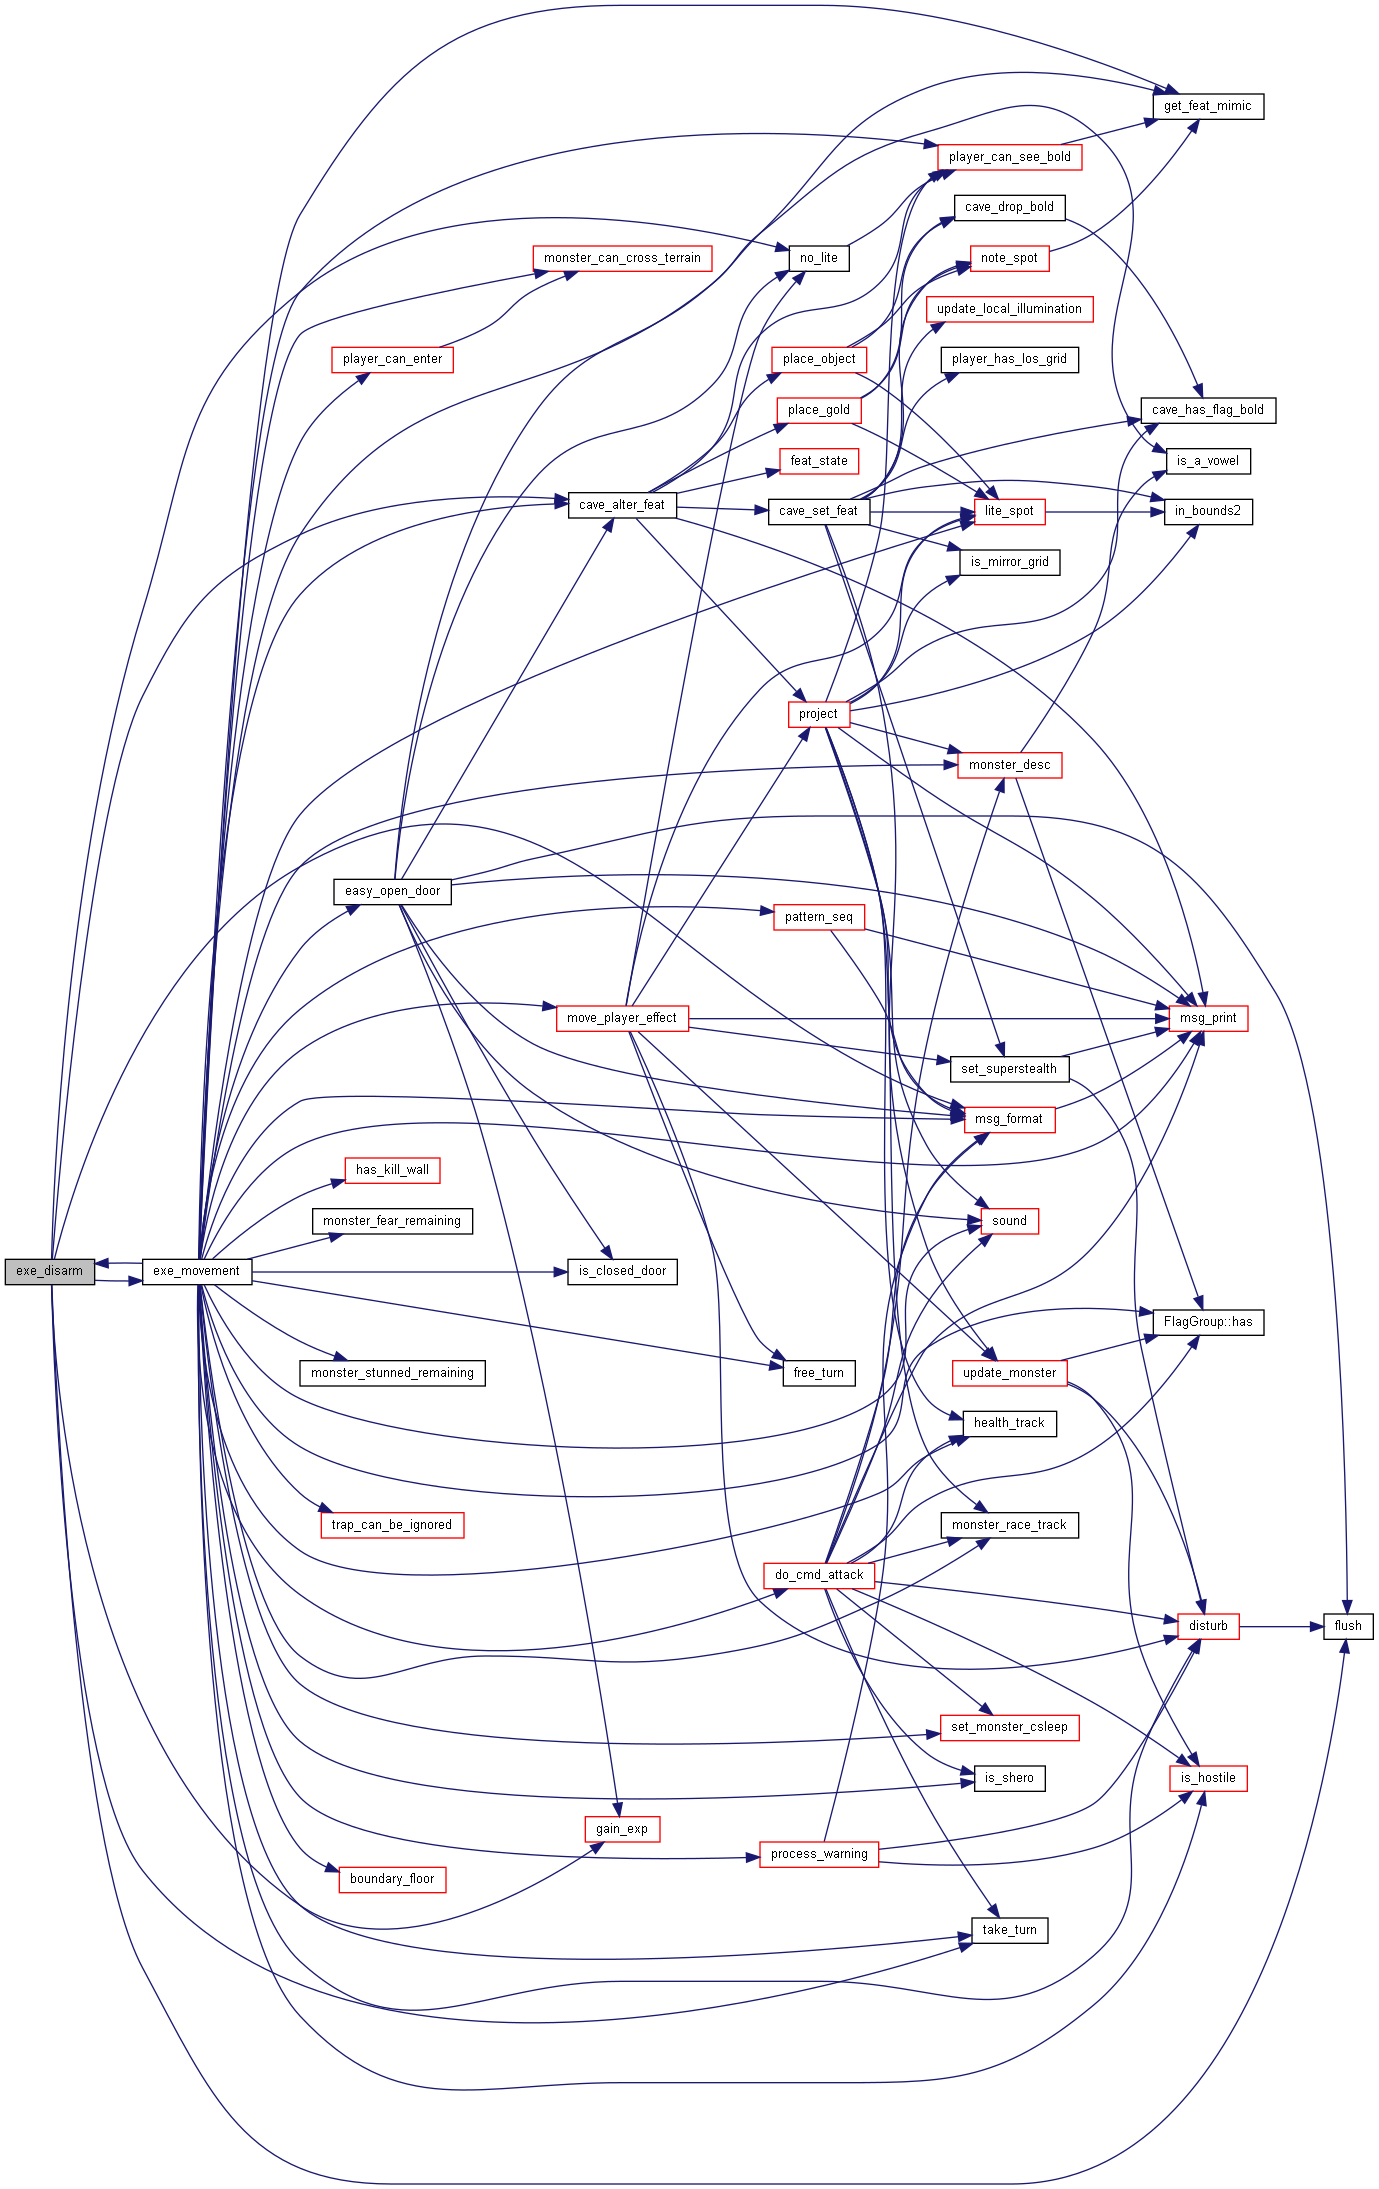 get_feat_mimic
player_can_see_bold
cave_drop_bold
monster_can_cross_terrain
no_lite
note_spot
update_local_illumination
player_can_enter
place_object
player_has_los_grid
place_gold
cave_has_flag_bold
feat_state
is_a_vowel
cave_alter_feat
cave_set_feat
lite_spot
in_bounds2
is_mirror_grid
project
monster_desc
easy_open_door
pattern_seq
move_player_effect
msg_print
set_superstealth
msg_format
has_kill_wall
monster_fear_remaining
sound
exe_disarm
exe_movement
is_closed_door
FlagGroup::has
monster_stunned_remaining
free_turn
update_monster
health_track
trap_can_be_ignored
monster_race_track
do_cmd_attack
disturb
flush
set_monster_csleep
is_shero
is_hostile
gain_exp
process_warning
boundary_floor
take_turn